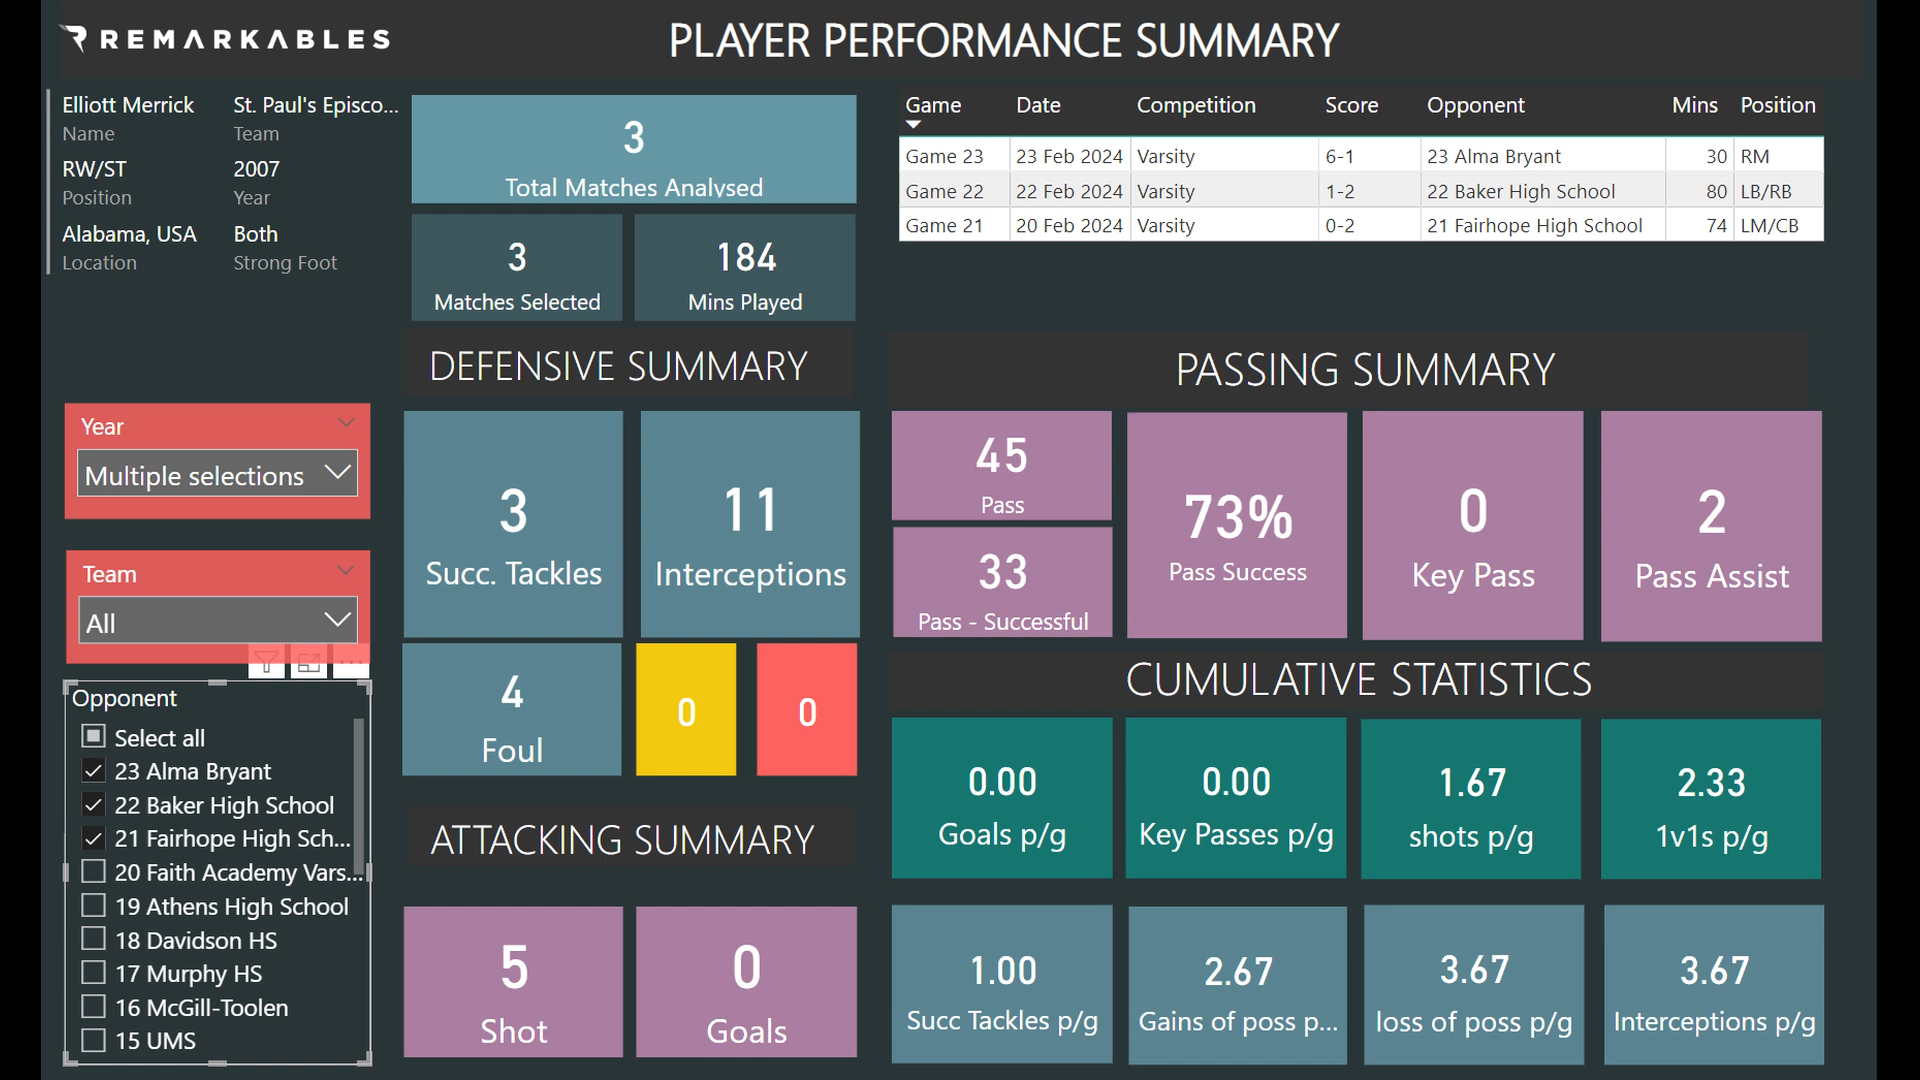 REMARKABLES
PLAYER PERFORMANCE SUMMARY
Elliott Merrick
Name
St. Paul's Episco...
Team
RW/ST
Position
2007
Year
Alabama, USA
Location
Both
Strong Foot
3
Total Matches Analysed
3
Matches Selected
184
Mins Played
Game Date Competition Score Opponent Mins Position
Game 23 23 Feb 2024 Varsity 6-1 23 Alma Bryant 30 RM
Game 22 22 Feb 2024 Varsity 1-2 22 Baker High School 80 LB/RB
Game 21 20 Feb 2024 Varsity 0-2 21 Fairhope High School 74 LM/CB
Year
Multiple selections
Team
All
Opponent
Select all
23 Alma Bryant
22 Baker High School
21 Fairhope High Sch...
20 Faith Academy Vars...
19 Athens High School
18 Davidson HS
17 Murphy HS
16 McGill-Toolen
15 UMS
DEFENSIVE SUMMARY
3
Succ. Tackles
11
Interceptions
4
Foul
0
0
ATTACKING SUMMARY
5
Shot
0
Goals
PASSING SUMMARY
45
Pass
33
Pass - Successful
73%
Pass Success
0
Key Pass
2
Pass Assist
CUMULATIVE STATISTICS
0.00
Goals p/g
0.00
Key Passes p/g
1.67
shots p/g
2.33
1v1s p/g
1.00
Succ Tackles p/g
2.67
Gains of poss p...
3.67
loss of poss p/g
3.67
Interceptions p/g